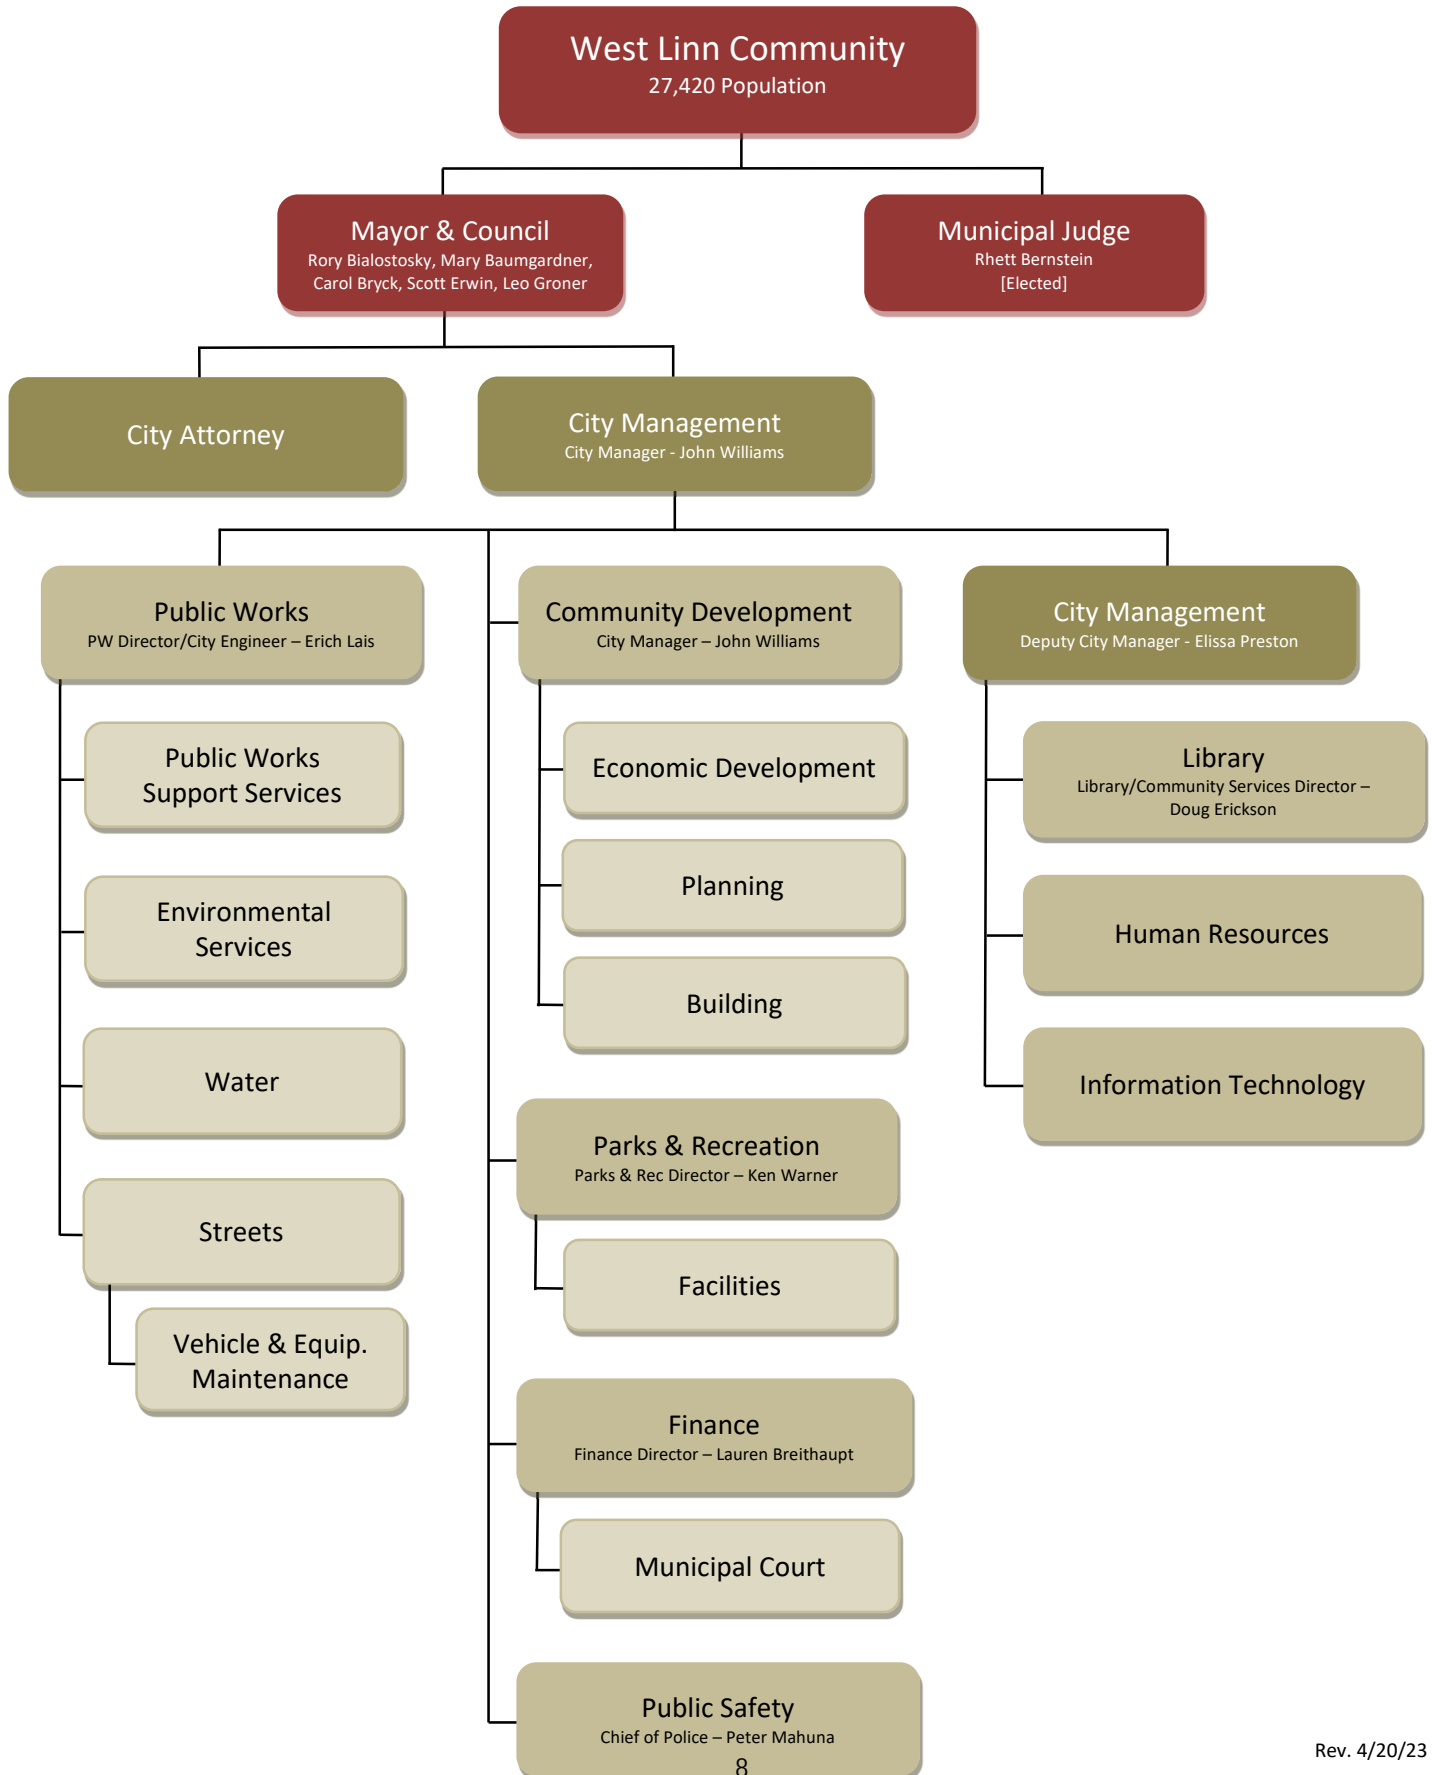 West Linn Community
27,420 Population
Mayor & Council
Rory Bialostosky, Mary Baumgardner,
Carol Bryck, Scott Erwin, Leo Groner
Municipal Judge
Rhett Bernstein
[Elected]
City Attorney
City Management
City Manager - John Williams
Public Works
PW Director/City Engineer – Erich Lais
Public Works
Support Services
Environmental
Services
Water
Streets
Vehicle & Equip.
Maintenance
Community Development
City Manager – John Williams
Economic Development
Planning
Building
Parks & Recreation
Parks & Rec Director – Ken Warner
Facilities
Finance
Finance Director – Lauren Breithaupt
Municipal Court
Public Safety
Chief of Police – Peter Mahuna
City Management
Deputy City Manager - Elissa Preston
Library
Library/Community Services Director –
Doug Erickson
Human Resources
Information Technology
8
Rev. 4/20/23